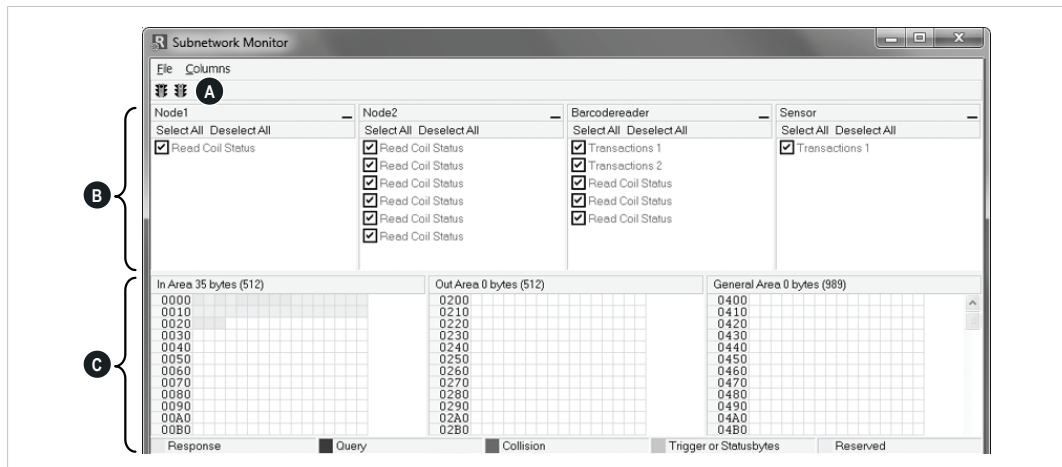 Subnetwork Monitor
File Columns
A
Node1 Node2 Barcodereader Sensor
Select All Deselect All Select All Deselect All Select All Deselect All Select All Deselect All
Read Coil Status Read Coil Status Transactions 1 Transactions 1
Read Coil Status Transactions 2
Read Coil Status Read Coil Status
Read Coil Status Read Coil Status
Read Coil Status Read Coil Status
Read Coil Status
B
In Area 35 bytes (512) Out Area 0 bytes (512) General Area 0 bytes (989)
0000 0200 0400
0010 0210 0410
0020 0220 0420
0030 0230 0430
0040 0240 0440
0050 0250 0450
0060 0260 0460
0070 0270 0470
0080 0280 0480
0090 0290 0490
00A0 02A0 04A0
00B0 02B0 04B0
C
Response Query Collision Trigger or Statusbytes Reserved